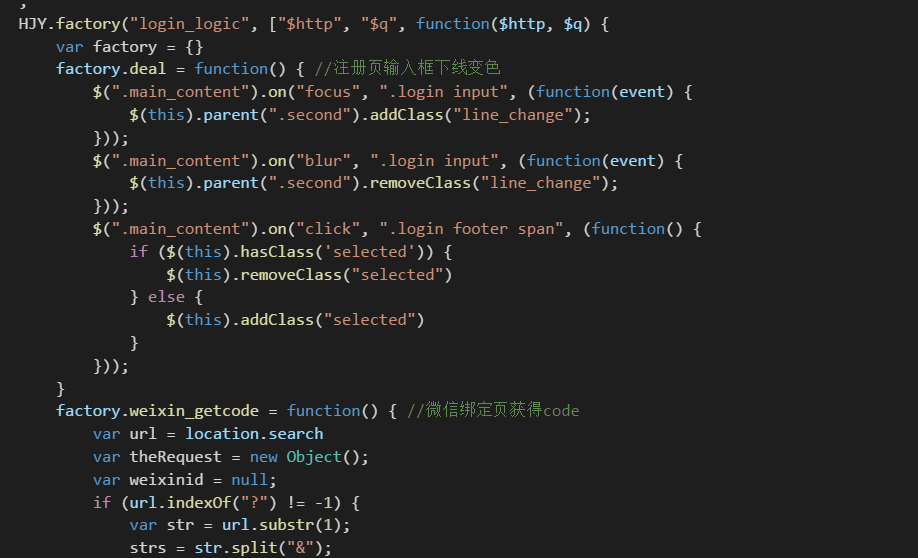 HJY.factory("login_logic", ["$http", "$q", function($http, $q) {
var factory = {}
factory.deal = function() { //注册页输入框下线变色
$(".main_content").on("focus", ".login input", (function(event) {
$(this).parent(".second").addClass("line_change");
}));
$(".main_content").on("blur", ".login input", (function(event) {
$(this).parent(".second").removeClass("line_change");
}));
$(".main_content").on("click", ".login footer span", (function() {
if ($(this).hasClass('selected')) {
$(this).removeClass("selected")
} else {
$(this).addClass("selected")
}
}));
}
factory.weixin_getcode = function() { //微信绑定页获得code
var url = location.search
var theRequest = new Object();
var weixinid = null;
if (url.indexOf("?") != -1) {
var str = url.substr(1);
strs = str.split("&");